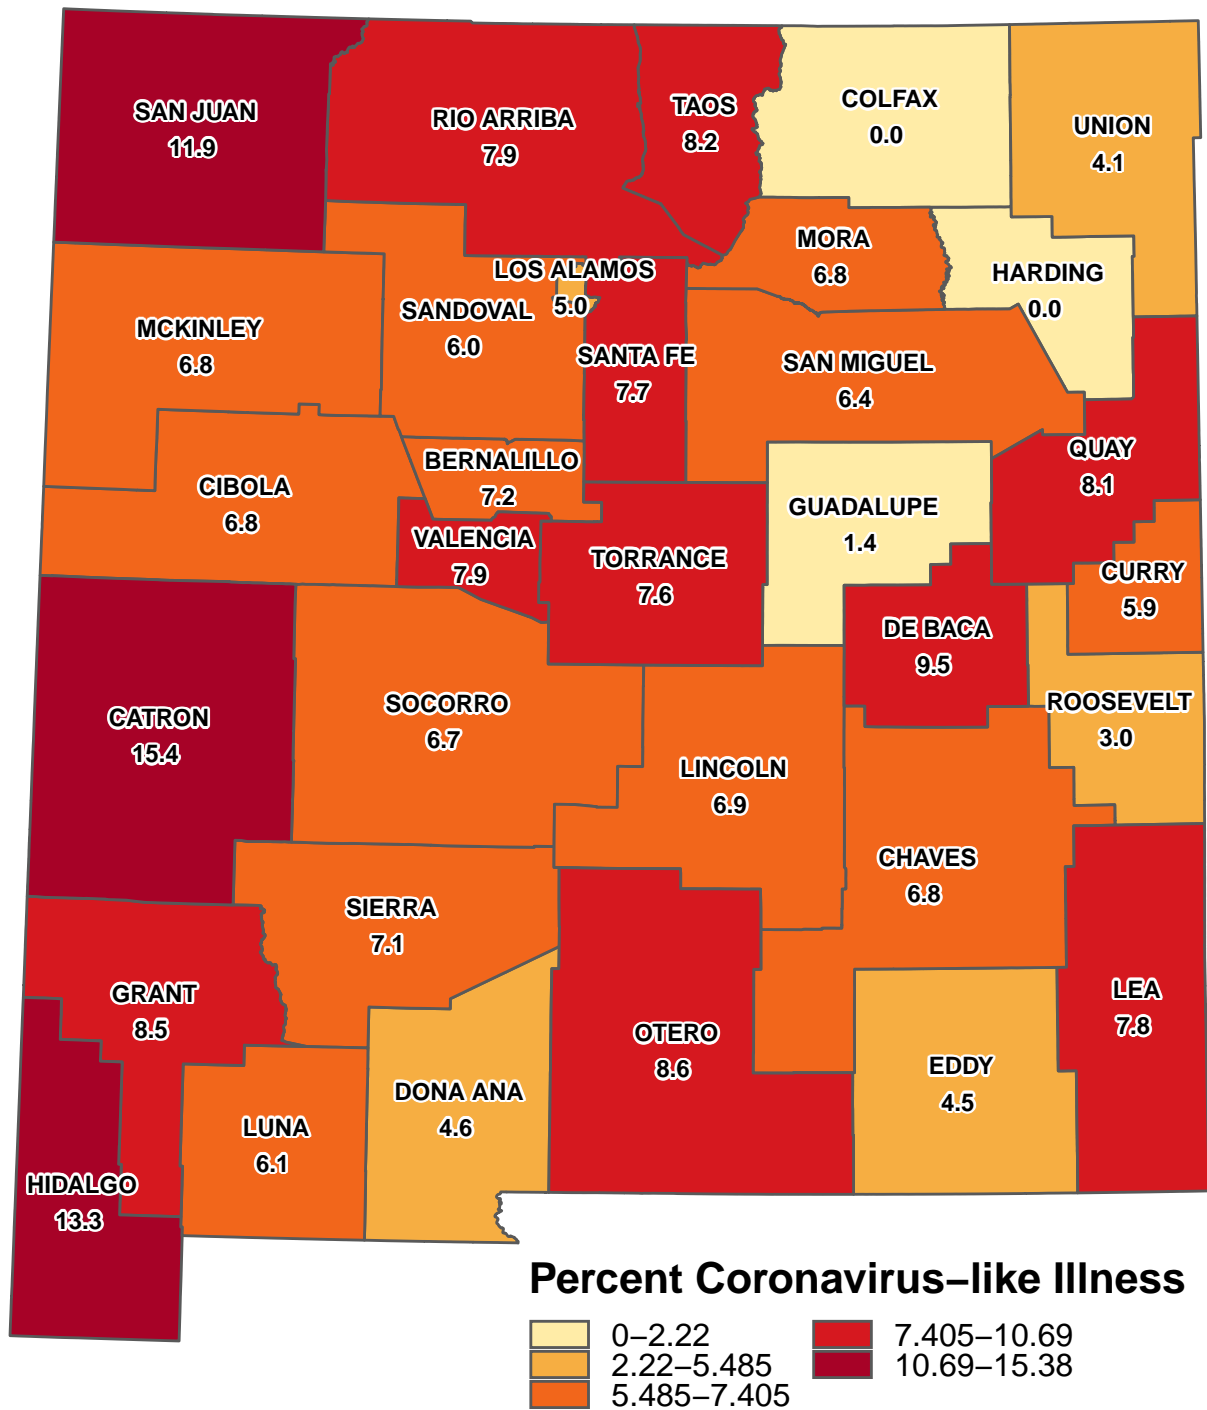 SAN JUAN
11.9
RIO ARRIBA
7.9
TAOS
8.2
COLFAX
0.0
UNION
4.1
MORA
6.8
HARDING
0.0
LOS ALAMOS
5.0
SANDOVAL
6.0
MCKINLEY
6.8
SANTA FE
7.7
SAN MIGUEL
6.4
QUAY
8.1
BERNALILLO
7.2
CIBOLA
6.8
GUADALUPE
1.4
VALENCIA
7.9
TORRANCE
7.6
CURRY
5.9
DE BACA
9.5
ROOSEVELT
3.0
CATRON
15.4
SOCORRO
6.7
LINCOLN
6.9
CHAVES
6.8
SIERRA
7.1
GRANT
8.5
LEA
7.8
OTERO
8.6
EDDY
4.5
DONA ANA
4.6
LUNA
6.1
HIDALGO
13.3
Percent Coronavirus–like Illness
0–2.22
2.22–5.485
5.485–7.405
7.405–10.69
10.69–15.38